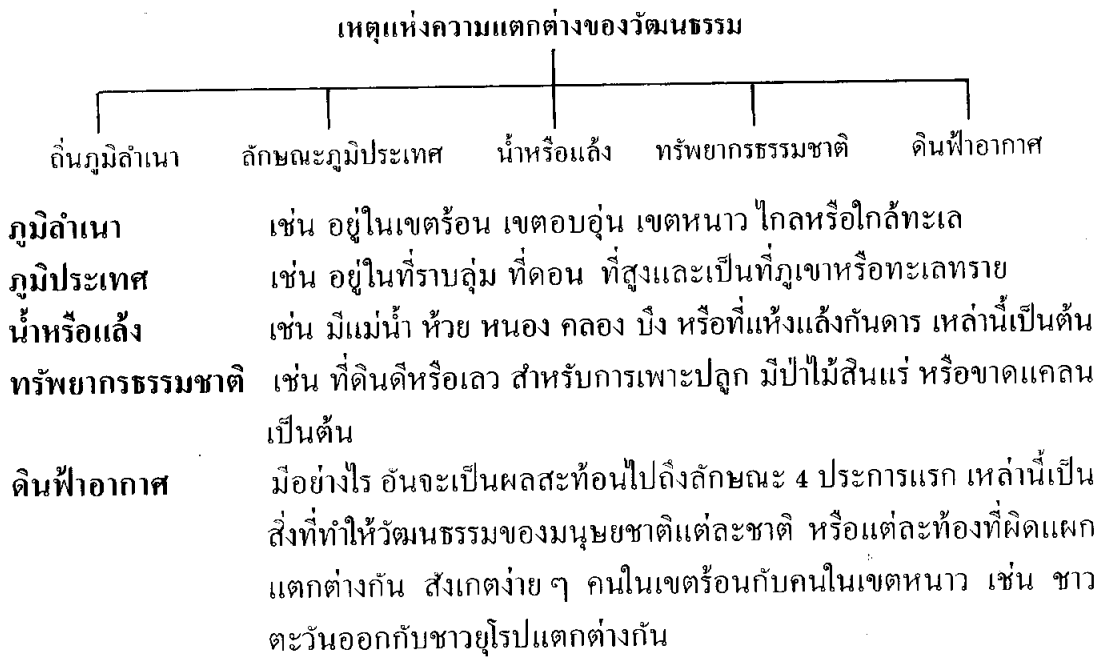 เหตุแห่งความแตกต่างของวัฒนธรรม
ถิ่นภูมิลำเนา ลักษณะภูมิประเทศ น้ำหรือแล้ง ทรัพยากรธรรมชาติ ดินฟ้าอากาศ
ภูมิลำเนา เช่น อยู่ในเขตร้อน เขตอบอุ่น เขตหนาว ไกลหรือใกล้ทะเล
ภูมิประเทศ เช่น อยู่ในที่ราบลุ่ม ที่ดอน ที่สูงและเป็นที่ภูเขาหรือทะเลทราย
น้ำหรือแล้ง เช่น มีแม่น้ำ ห้วย หนอง คลอง บึง หรือที่แห้งแล้งกันดาร เหล่านี้เป็นต้น
ทรัพยากรธรรมชาติ เช่น ที่ดินดีหรือเลว สำหรับการเพาะปลูก มีป่าไม้สินแร่ หรือขาดแคลน
เป็นต้น
ดินฟ้าอากาศ มีอย่างไร อันจะเป็นผลสะท้อนไปถึงลักษณะ 4 ประการแรก เหล่านี้เป็น
สิ่งที่ทำให้วัฒนธรรมของมนุษยชาติแต่ละชาติ หรือแต่ละท้องที่ผิดแผก
แตกต่างกัน สังเกตง่าย ๆ คนในเขตร้อนกับคนในเขตหนาว เช่น ชาว
ตะวันออกกับชาวยุโรปแตกต่างกัน